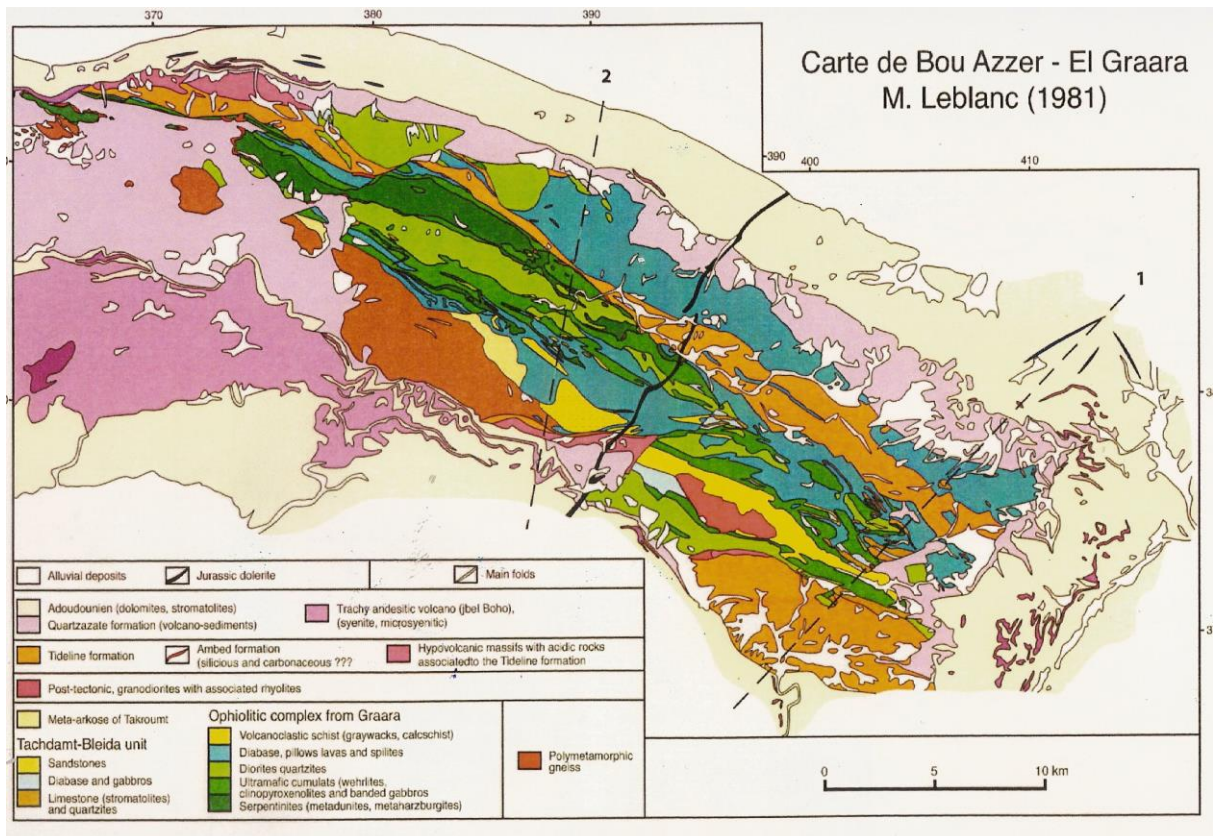 370
380
390
Carte de Bou Azzer - El Graara
M. Leblanc (1981)
2
390
400
410
1
3
3
Alluvial deposits
Jurassic dolerite
Main folds
Adoudounien (dolomites, stromatolites)
Quartzazate formation (volcano-sediments)
Trachy andesitic volcano (jbel Boho),
(syenite, microsyenitic)
Tideline formation
Ambed formation
(silicious and carbonaceous ???
Hypovolcanic massifs with acidic rocks
associatedto the Tideline formation
Post-tectonic, granodiorites with associated rhyolites
Meta-arkose of Takroumt
Tachdamt-Bleida unit
Sandstones
Diabase and gabbros
Limestone (stromatolites)
and quartzites
Ophiolitic complex from Graara
Volcanoclastic schist (graywacks, calcschist)
Diabase, pillows lavas and spilites
Diorites quartzites
Ultramafic cumulats (wehrlites,
clinopyroxenolites and banded gabbros
Serpentinites (metadunites, metaharzburgites)
Polymetamorphic
gneiss
0 5 10 km